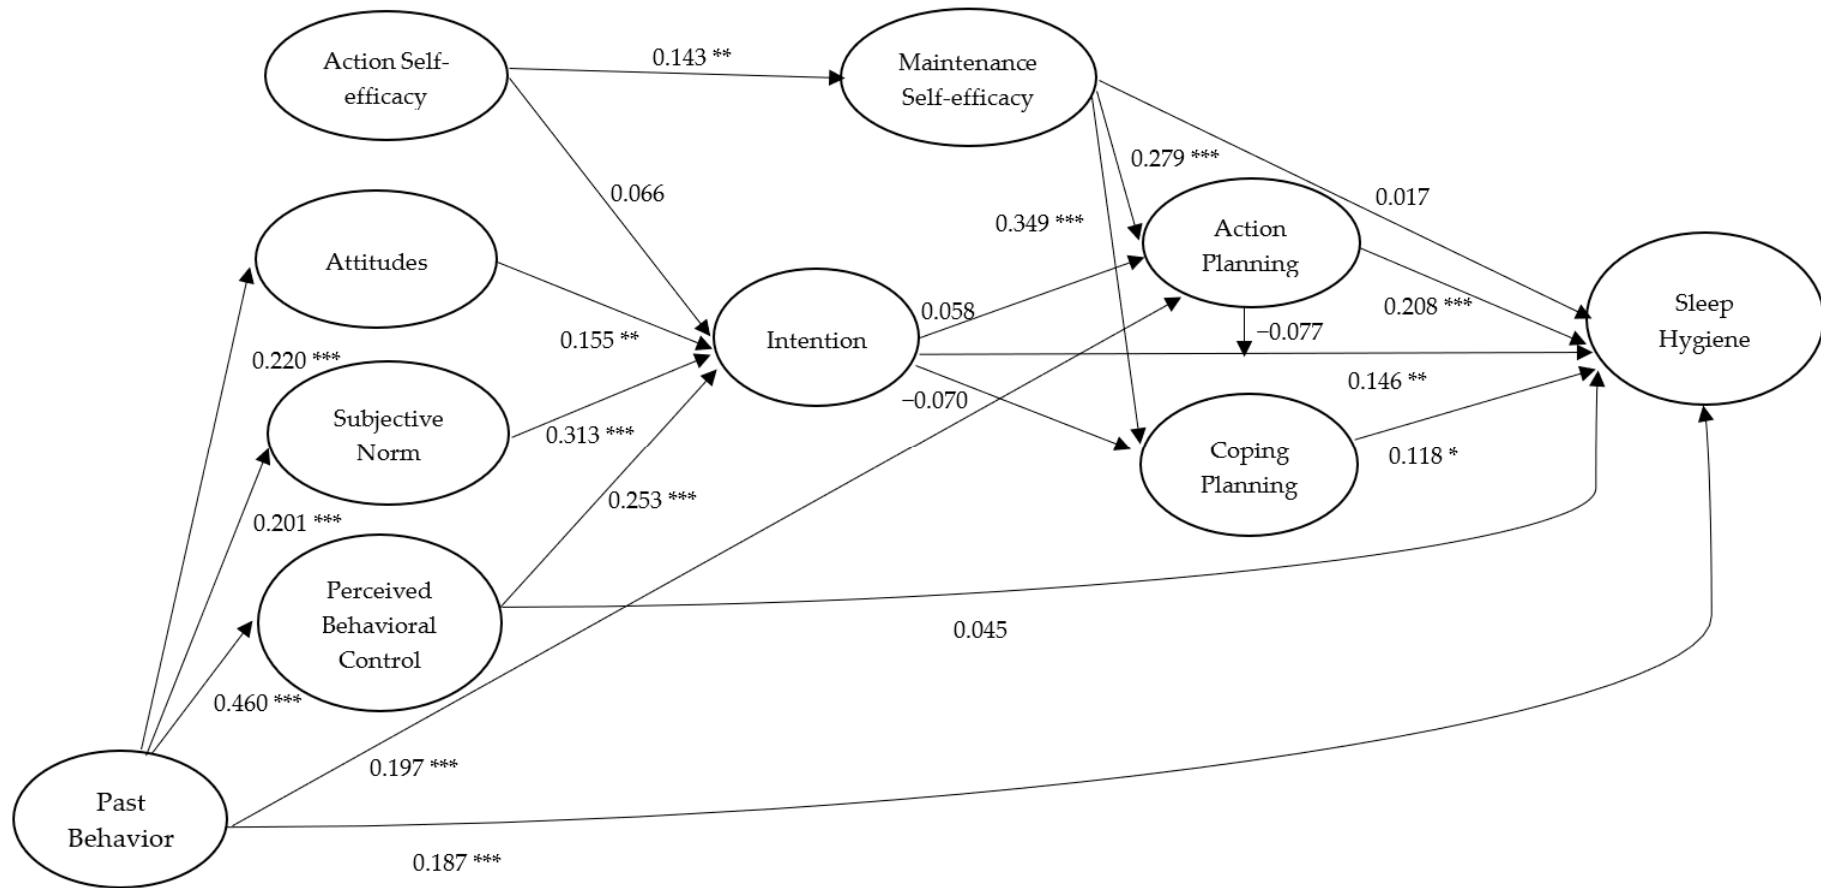 Action Self-
efficacy
0.143 **
Maintenance
Self-efficacy
0.279 ***
0.066
0.017
0.349 ***
Attitudes
Action
Planning
0.155 **
0.058
0.208 ***
Sleep
Hygiene
Intention
−0.077
0.220 ***
0.146 **
−0.070
Subjective
Norm
0.313 ***
Coping
Planning
0.118 *
0.253 ***
0.201 ***
Perceived
Behavioral
Control
0.045
0.460 ***
0.197 ***
Past
Behavior
0.187 ***